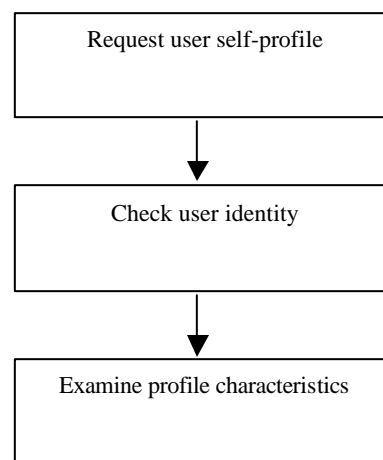 Request user self-profile
Check user identity
Examine profile characteristics